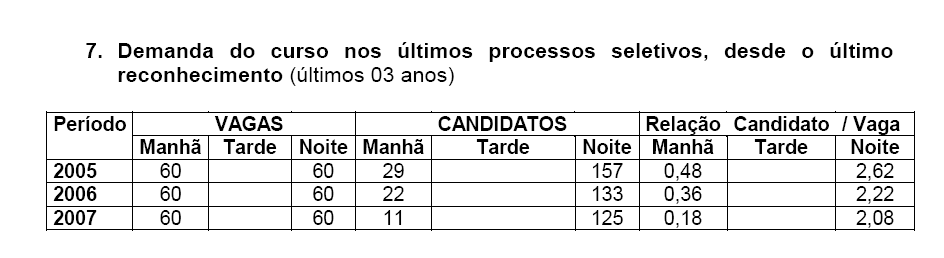 7. Demanda do curso nos últimos processos seletivos, desde o último
reconhecimento (últimos 03 anos)
Período VAGAS CANDIDATOS Relação Candidato / Vaga
Manhã Tarde Noite Manhã Tarde Noite Manhã Tarde Noite
2005 60 60 29 157 0,48 2,62
2006 60 60 22 133 0,36 2,22
2007 60 60 11 125 0,18 2,08